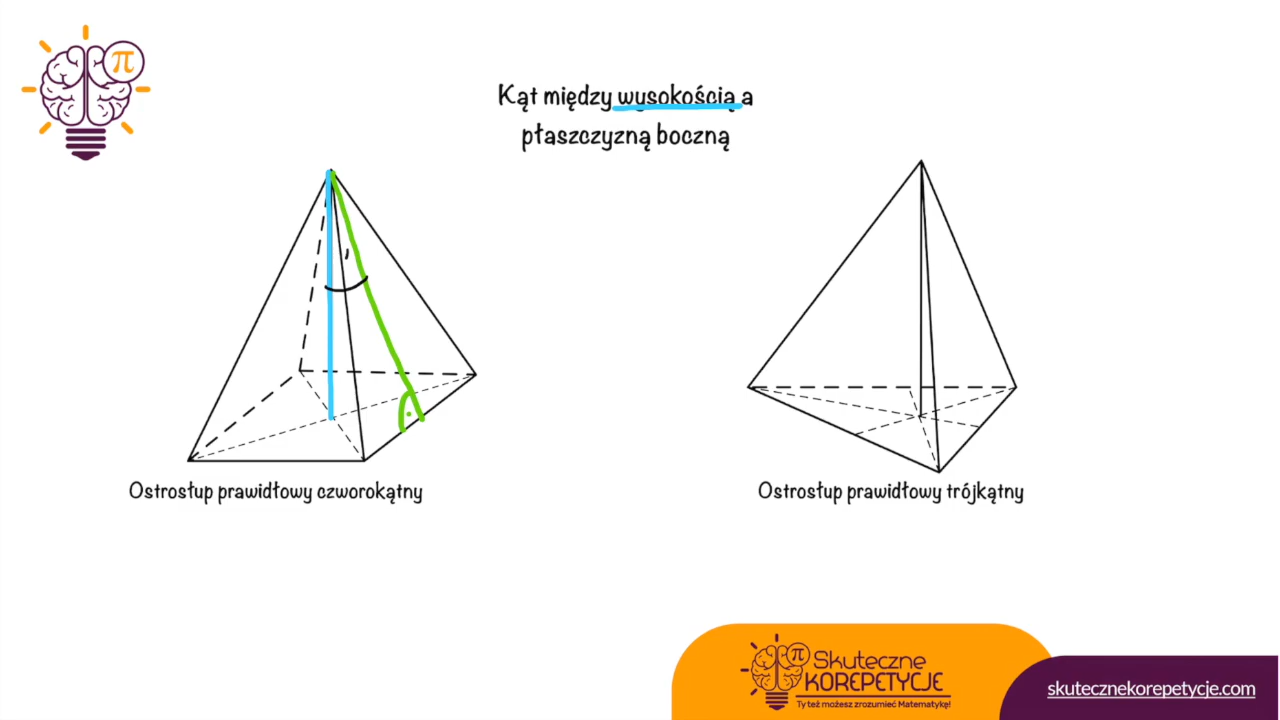 π
Kąt między wysokością a
płaszczyzną boczną
Ostrosłup prawidłowy czworokątny
Ostrosłup prawidłowy trójkątny
π
Skuteczne
KOREPETYCJE
Ty też możesz zrozumieć Matematykę!
skutecznekorepetycje.com